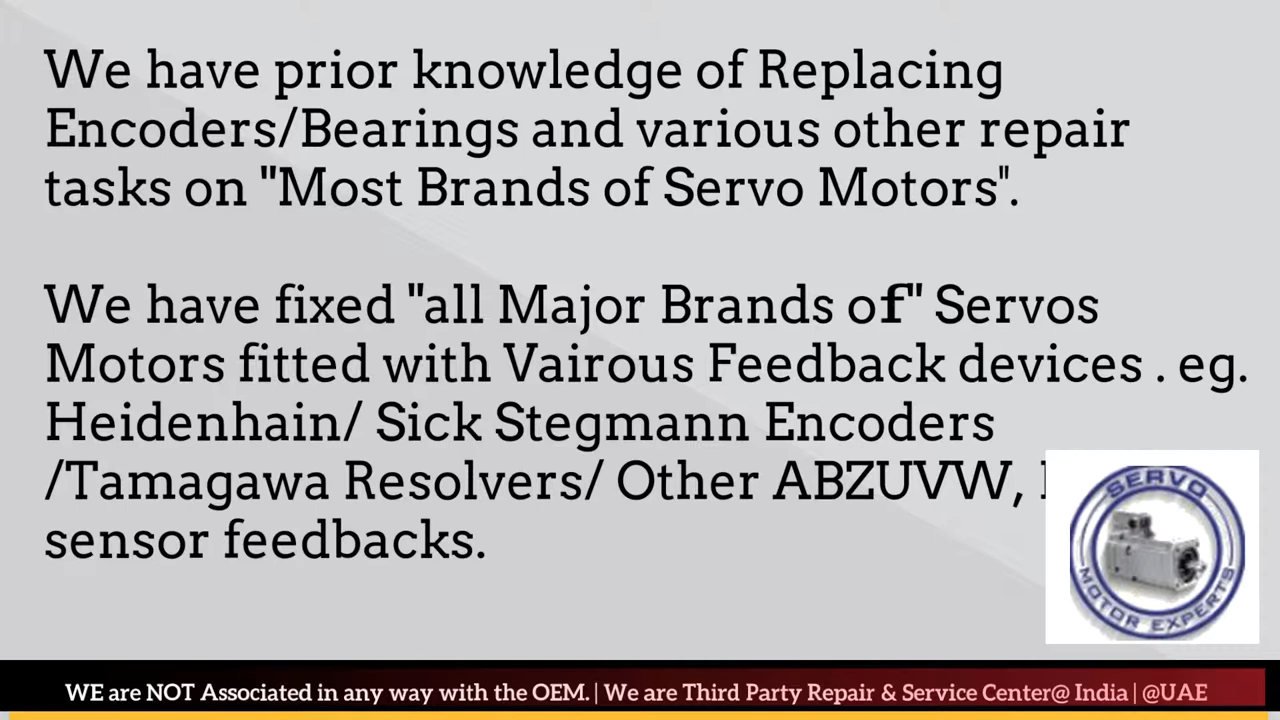 We have prior knowledge of Replacing
Encoders/Bearings and various other repair
tasks on "Most Brands of Servo Motors".
We have fixed "all Major Brands of" Servos
Motors fitted with Vairous Feedback devices . eg.
Heidenhain/ Sick Stegmann Encoders
/Tamagawa Resolvers/ Other ABZUVW,
sensor feedbacks.
SERVO
MOTOR EXPERTS
WE are NOT Associated in any way with the OEM. | We are Third Party Repair & Service Center@ India | @UAE